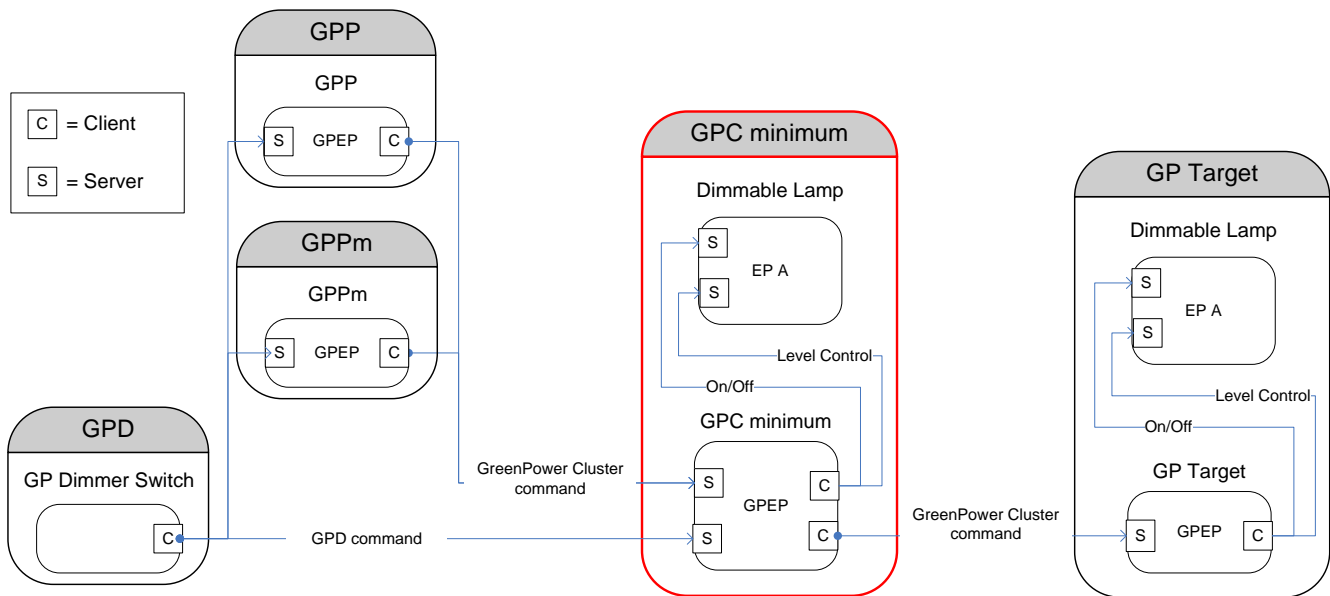 C = Client
S = Server
GPP
GPP
S
GPEP
C
GPPm
GPPm
S
GPEP
C
GPD
GP Dimmer Switch
C
GreenPower Cluster
command
GPD command
GPC minimum
Dimmable Lamp
S
EP A
S
Level Control
On/Off
GPC minimum
S
GPEP
C
S
C
GreenPower Cluster
command
GP Target
Dimmable Lamp
S
EP A
S
Level Control
On/Off
GP Target
S
GPEP
C